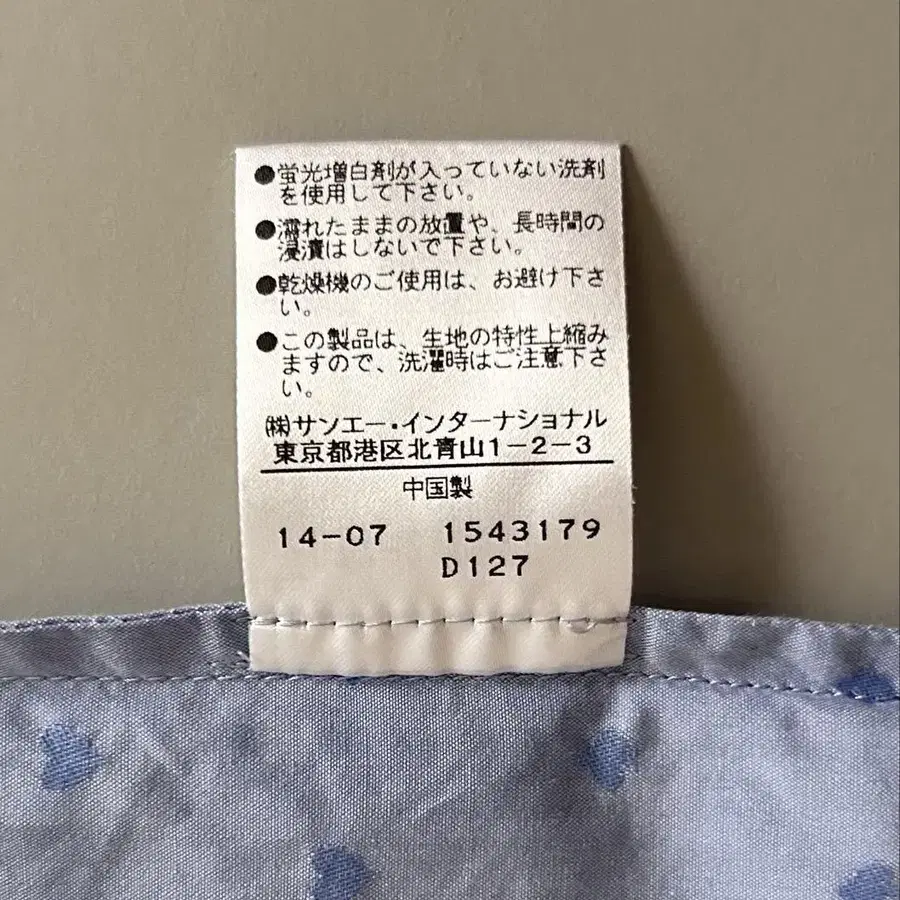 ●蛍光増白剤が入っていない洗剤
を使用して下さい。
●濡れたままの放置や、長時間の
浸漬はしないで下さい。
●乾燥機のご使用は、お避け下さ
い。
●この製品は、生地の特性上縮み
ますので、洗濯時はご注意下さ
い。
㈱サンエー・インターナショナル
東京都港区北青山1-2-3
中国製
14-07 1543179
D127